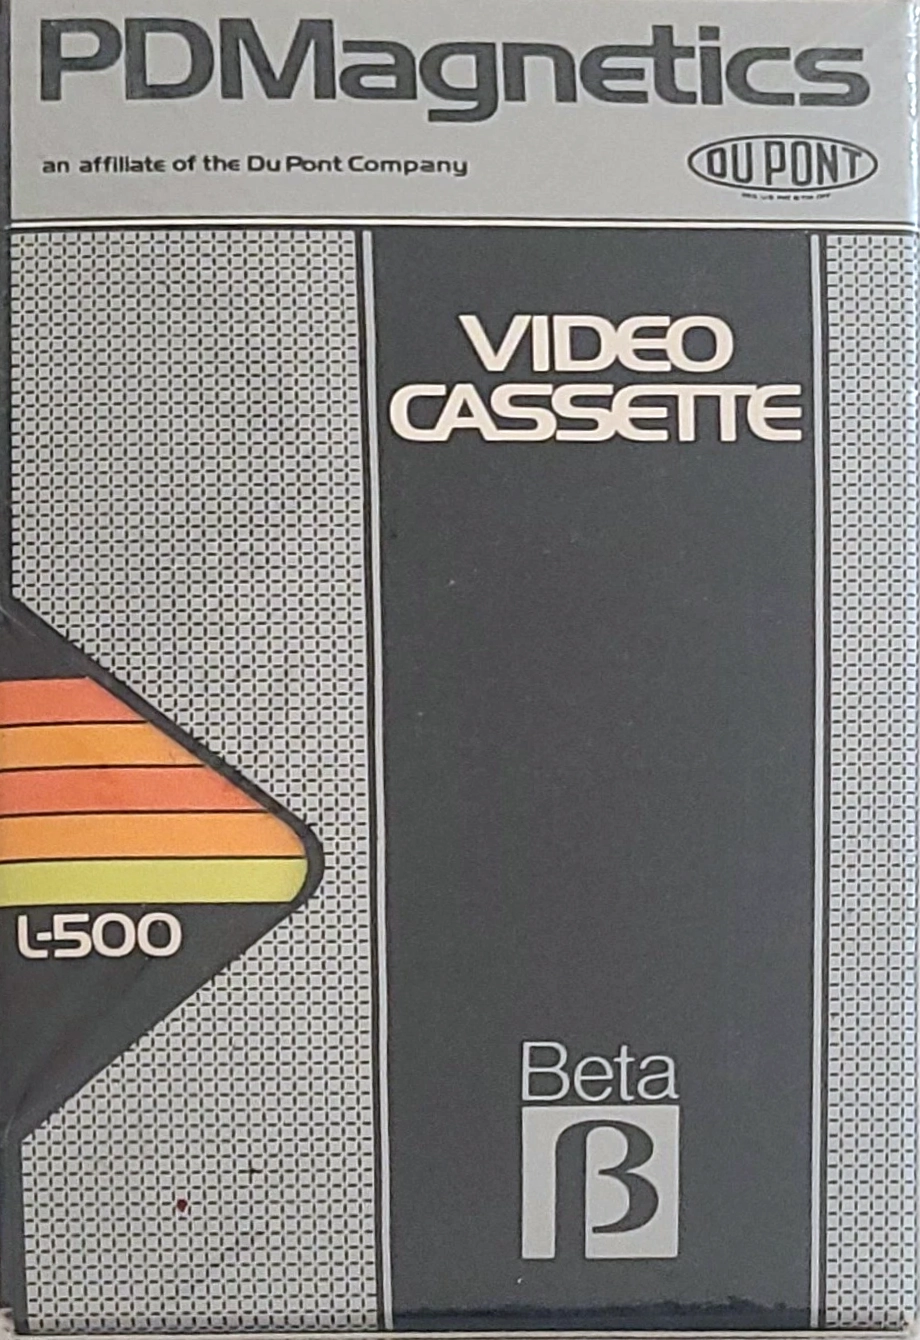 PDMagnetics
an affiliate of the Du Pont Company
DU PONT
VIDEO
CASSETTE
L-500
Beta
β